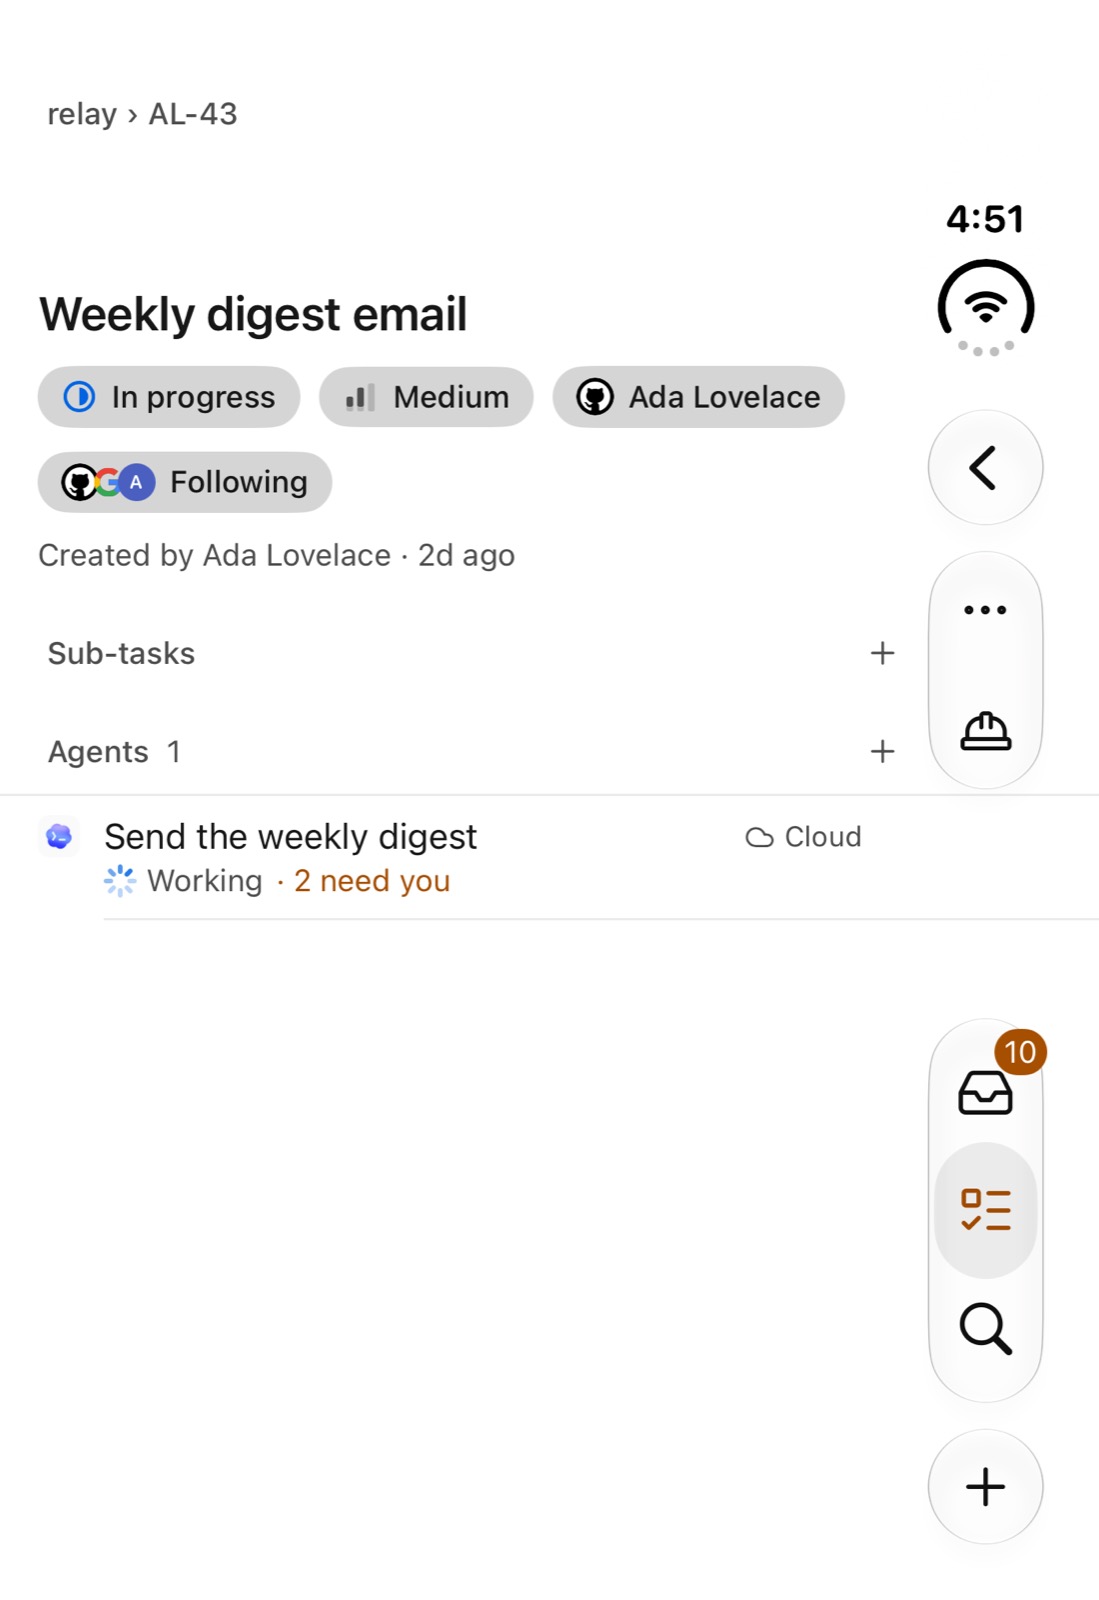 relay › AL-43
4:51
Weekly digest email
In progress
Medium
Ada Lovelace
A
Following
Created by Ada Lovelace · 2d ago
Sub-tasks
Agents 1
Send the weekly digest
Cloud
Working · 2 need you
10